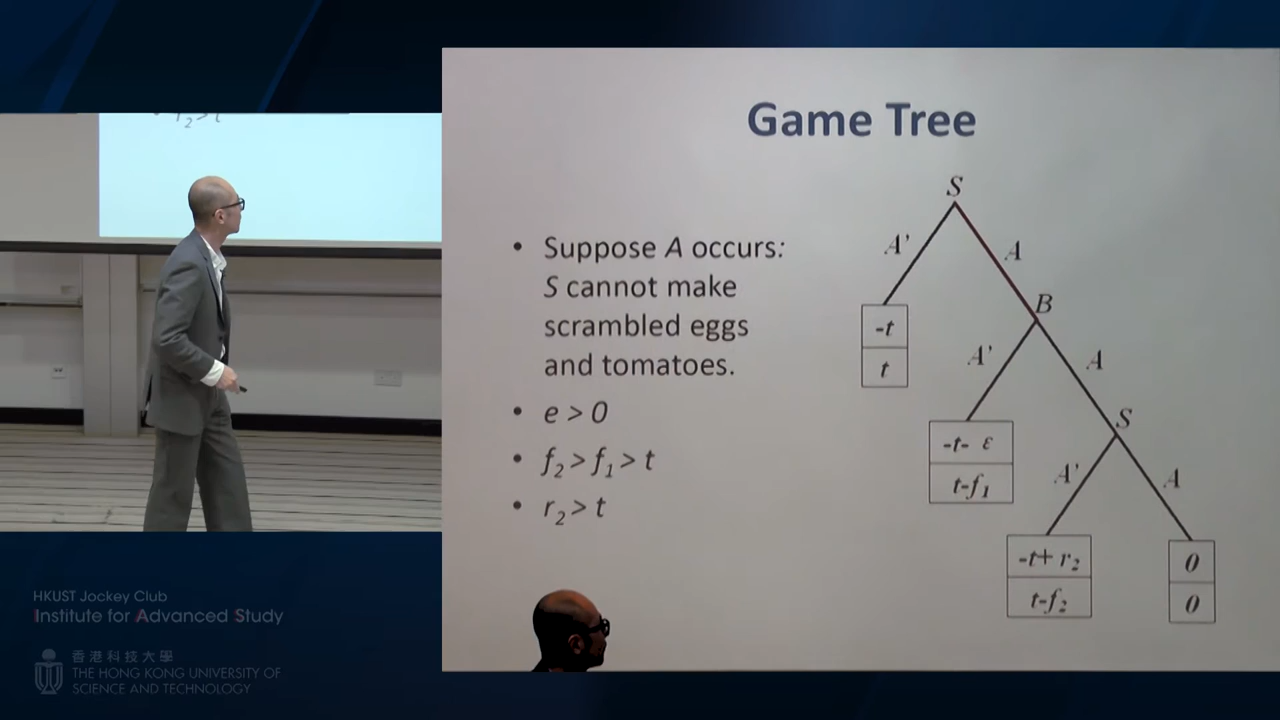 r₂ > t
Game Tree
• Suppose A occurs:
S cannot make
scrambled eggs
and tomatoes.
• e > 0
• f₂ > f₁ > t
• r₂ > t
S
A'
A
B
-t
t
A'
A
S
-t- ε
t-f₁
A'
A
-t+ r₂
t-f₂
0
0
HKUST Jockey Club
Institute for Advanced Study
香港科技大學
THE HONG KONG UNIVERSITY OF
SCIENCE AND TECHNOLOGY